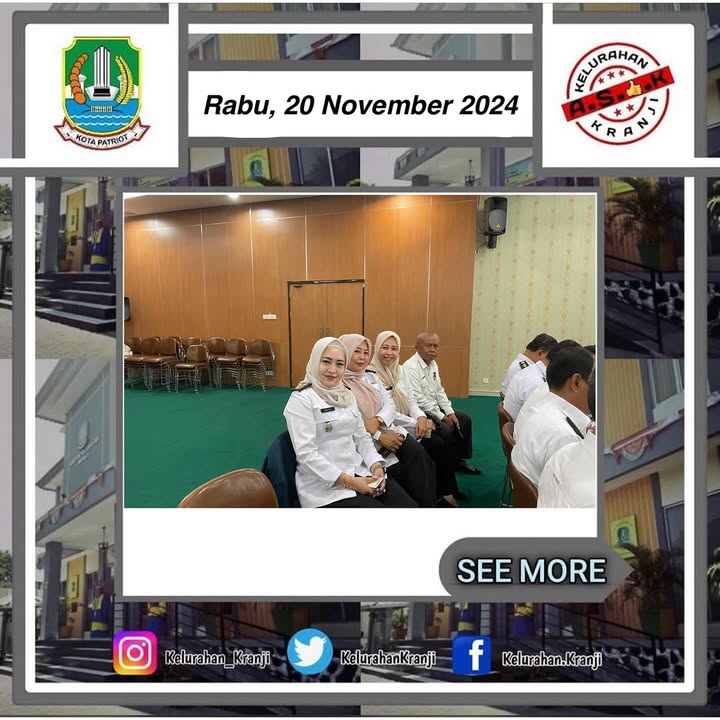 KOTA PATRIOT
Rabu, 20 November 2024
KELURAHAN
A.S.👍.K
KRANJI
SEE MORE
Kelurahan_Kranji
KelurahanKranji
Kelurahan.Kranji